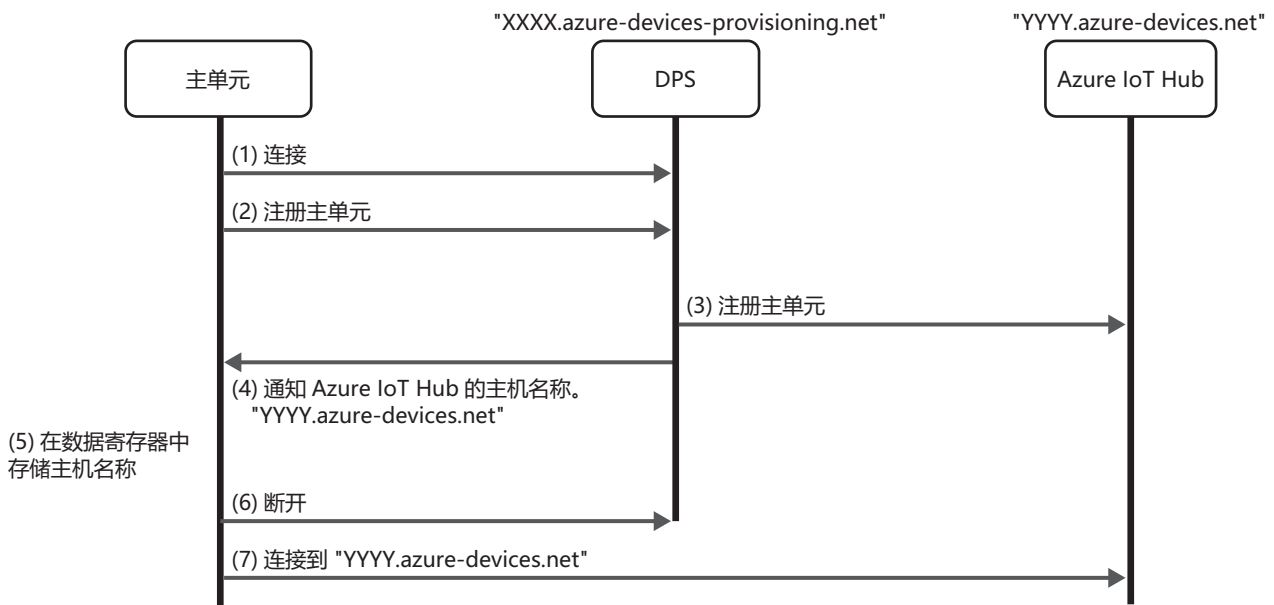 "XXXX.azure-devices-provisioning.net"
"YYYY.azure-devices.net"
主单元
DPS
Azure IoT Hub
(1) 连接
(2) 注册主单元
(3) 注册主单元
(4) 通知 Azure IoT Hub 的主机名称。
"YYYY.azure-devices.net"
(5) 在数据寄存器中
存储主机名称
(6) 断开
(7) 连接到 "YYYY.azure-devices.net"